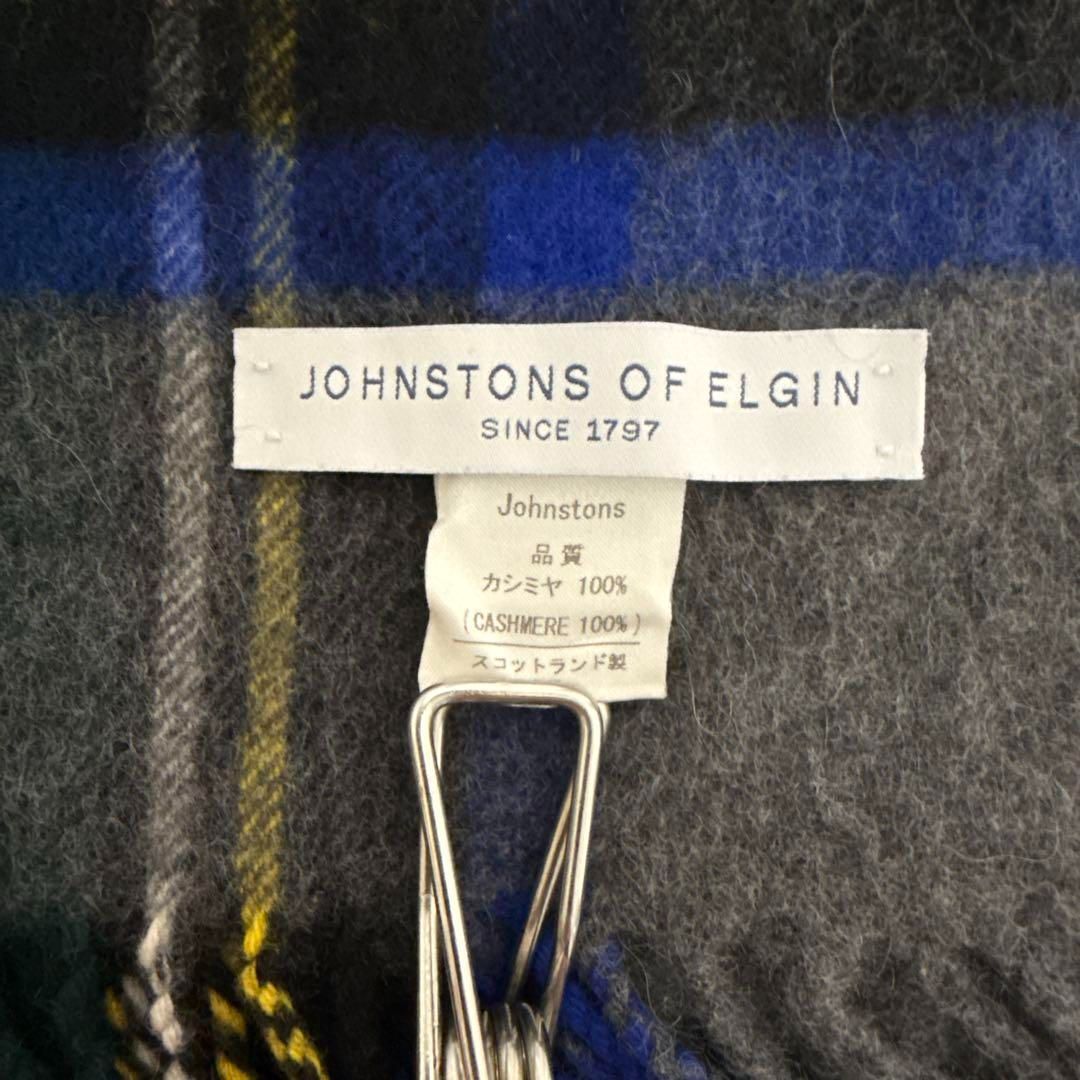 JOHNSTONS OF ELGIN
SINCE 1797
Johnstons
品質
カシミヤ 100%
(CASHMERE 100%)
スコットランド製